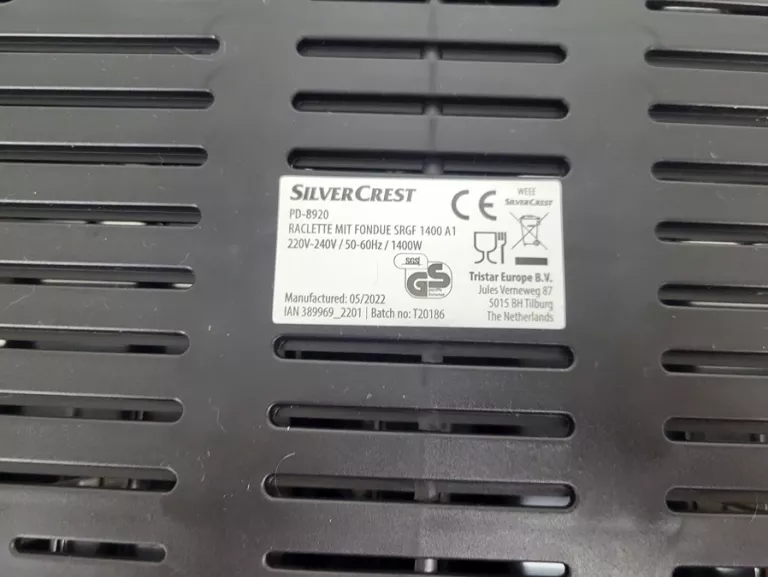 SILVERCREST
PD-8920
RACLETTE MIT FONDUE SRGF 1400 A1
220V-240V / 50-60Hz / 1400W
SGS
GS
Manufactured: 05/2022
IAN 389969_2201 | Batch no: T20186
CE
WEEE
SILVERCREST
Tristar Europe B.V.
Jules Verneweg 87
5015 BH Tilburg
The Netherlands